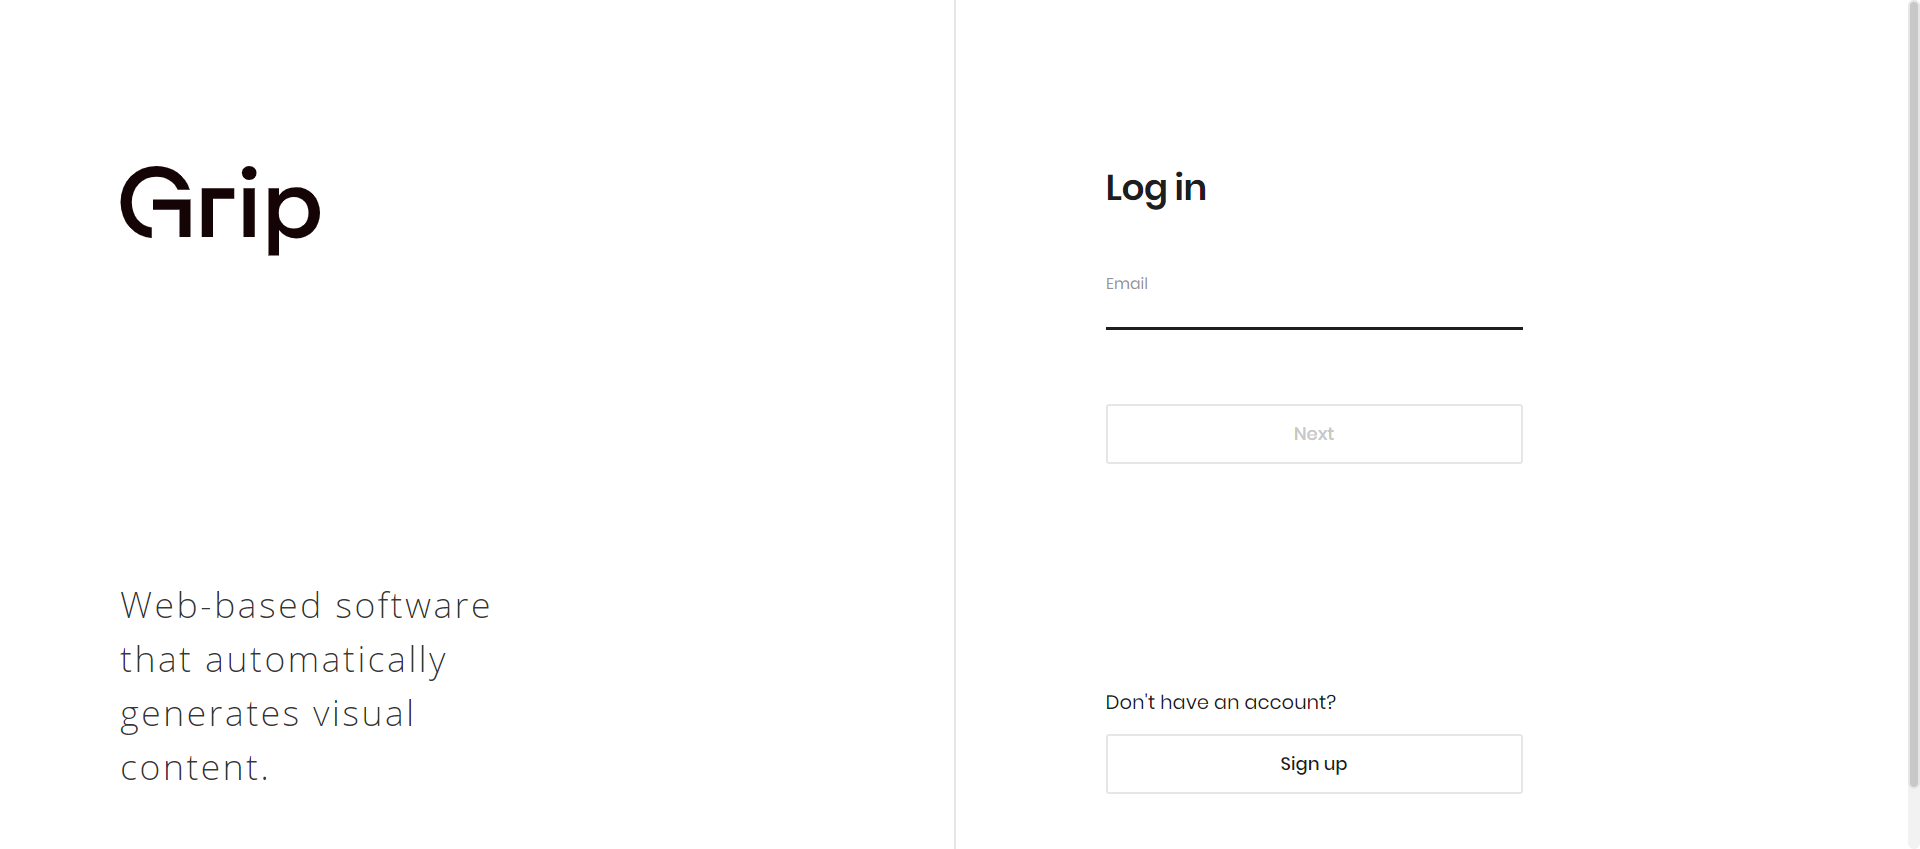 Grip
Web-based software
that automatically
generates visual
content.
Log in
Email
Next
Don't have an account?
Sign up